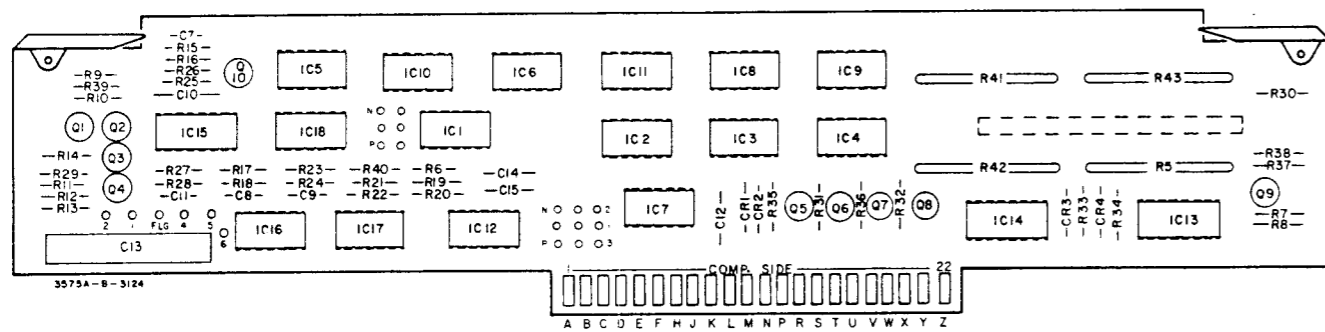 C7
R15
R16
R26
R25
C10
Q 10
IC5
IC10
IC6
IC11
IC8
IC9
R41
R43
R30
R9
R39
R10
Q1
Q2
Q3
Q4
IC15
IC18
N
P
IC1
IC2
IC3
IC4
R14
R29
R11
R12
R13
R27
R28
C11
R17
R18
C8
R23
R24
C9
R40
R21
R22
R6
R19
R20
C14
C15
R42
R5
R38
R37
Q9
R7
R8
2
1
FLG
4
5
6
C13
IC16
IC17
IC12
N 2
1
P 3
IC7
C12
CR1
CR2
R35
Q5
R31
Q6
R36
Q7
R32
Q8
IC14
CR3
R33
CR4
R34
IC13
3575A-B-3124
1 COMP. SIDE 22
A B C D E F H J K L M N P R S T U V W X Y Z